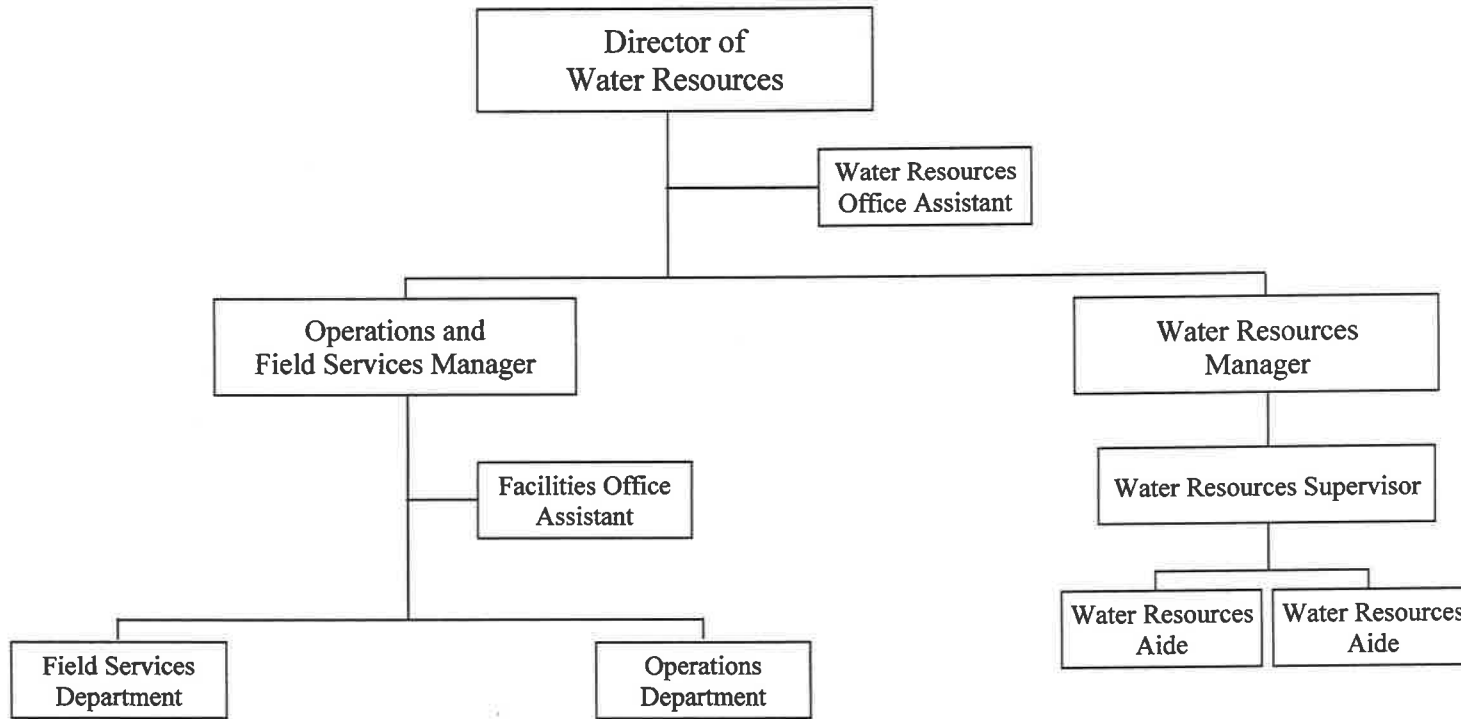 Director of
Water Resources
Water Resources
Office Assistant
Operations and
Field Services Manager
Water Resources
Manager
Facilities Office
Assistant
Water Resources Supervisor
Water Resources
Aide
Water Resources
Aide
Field Services
Department
Operations
Department